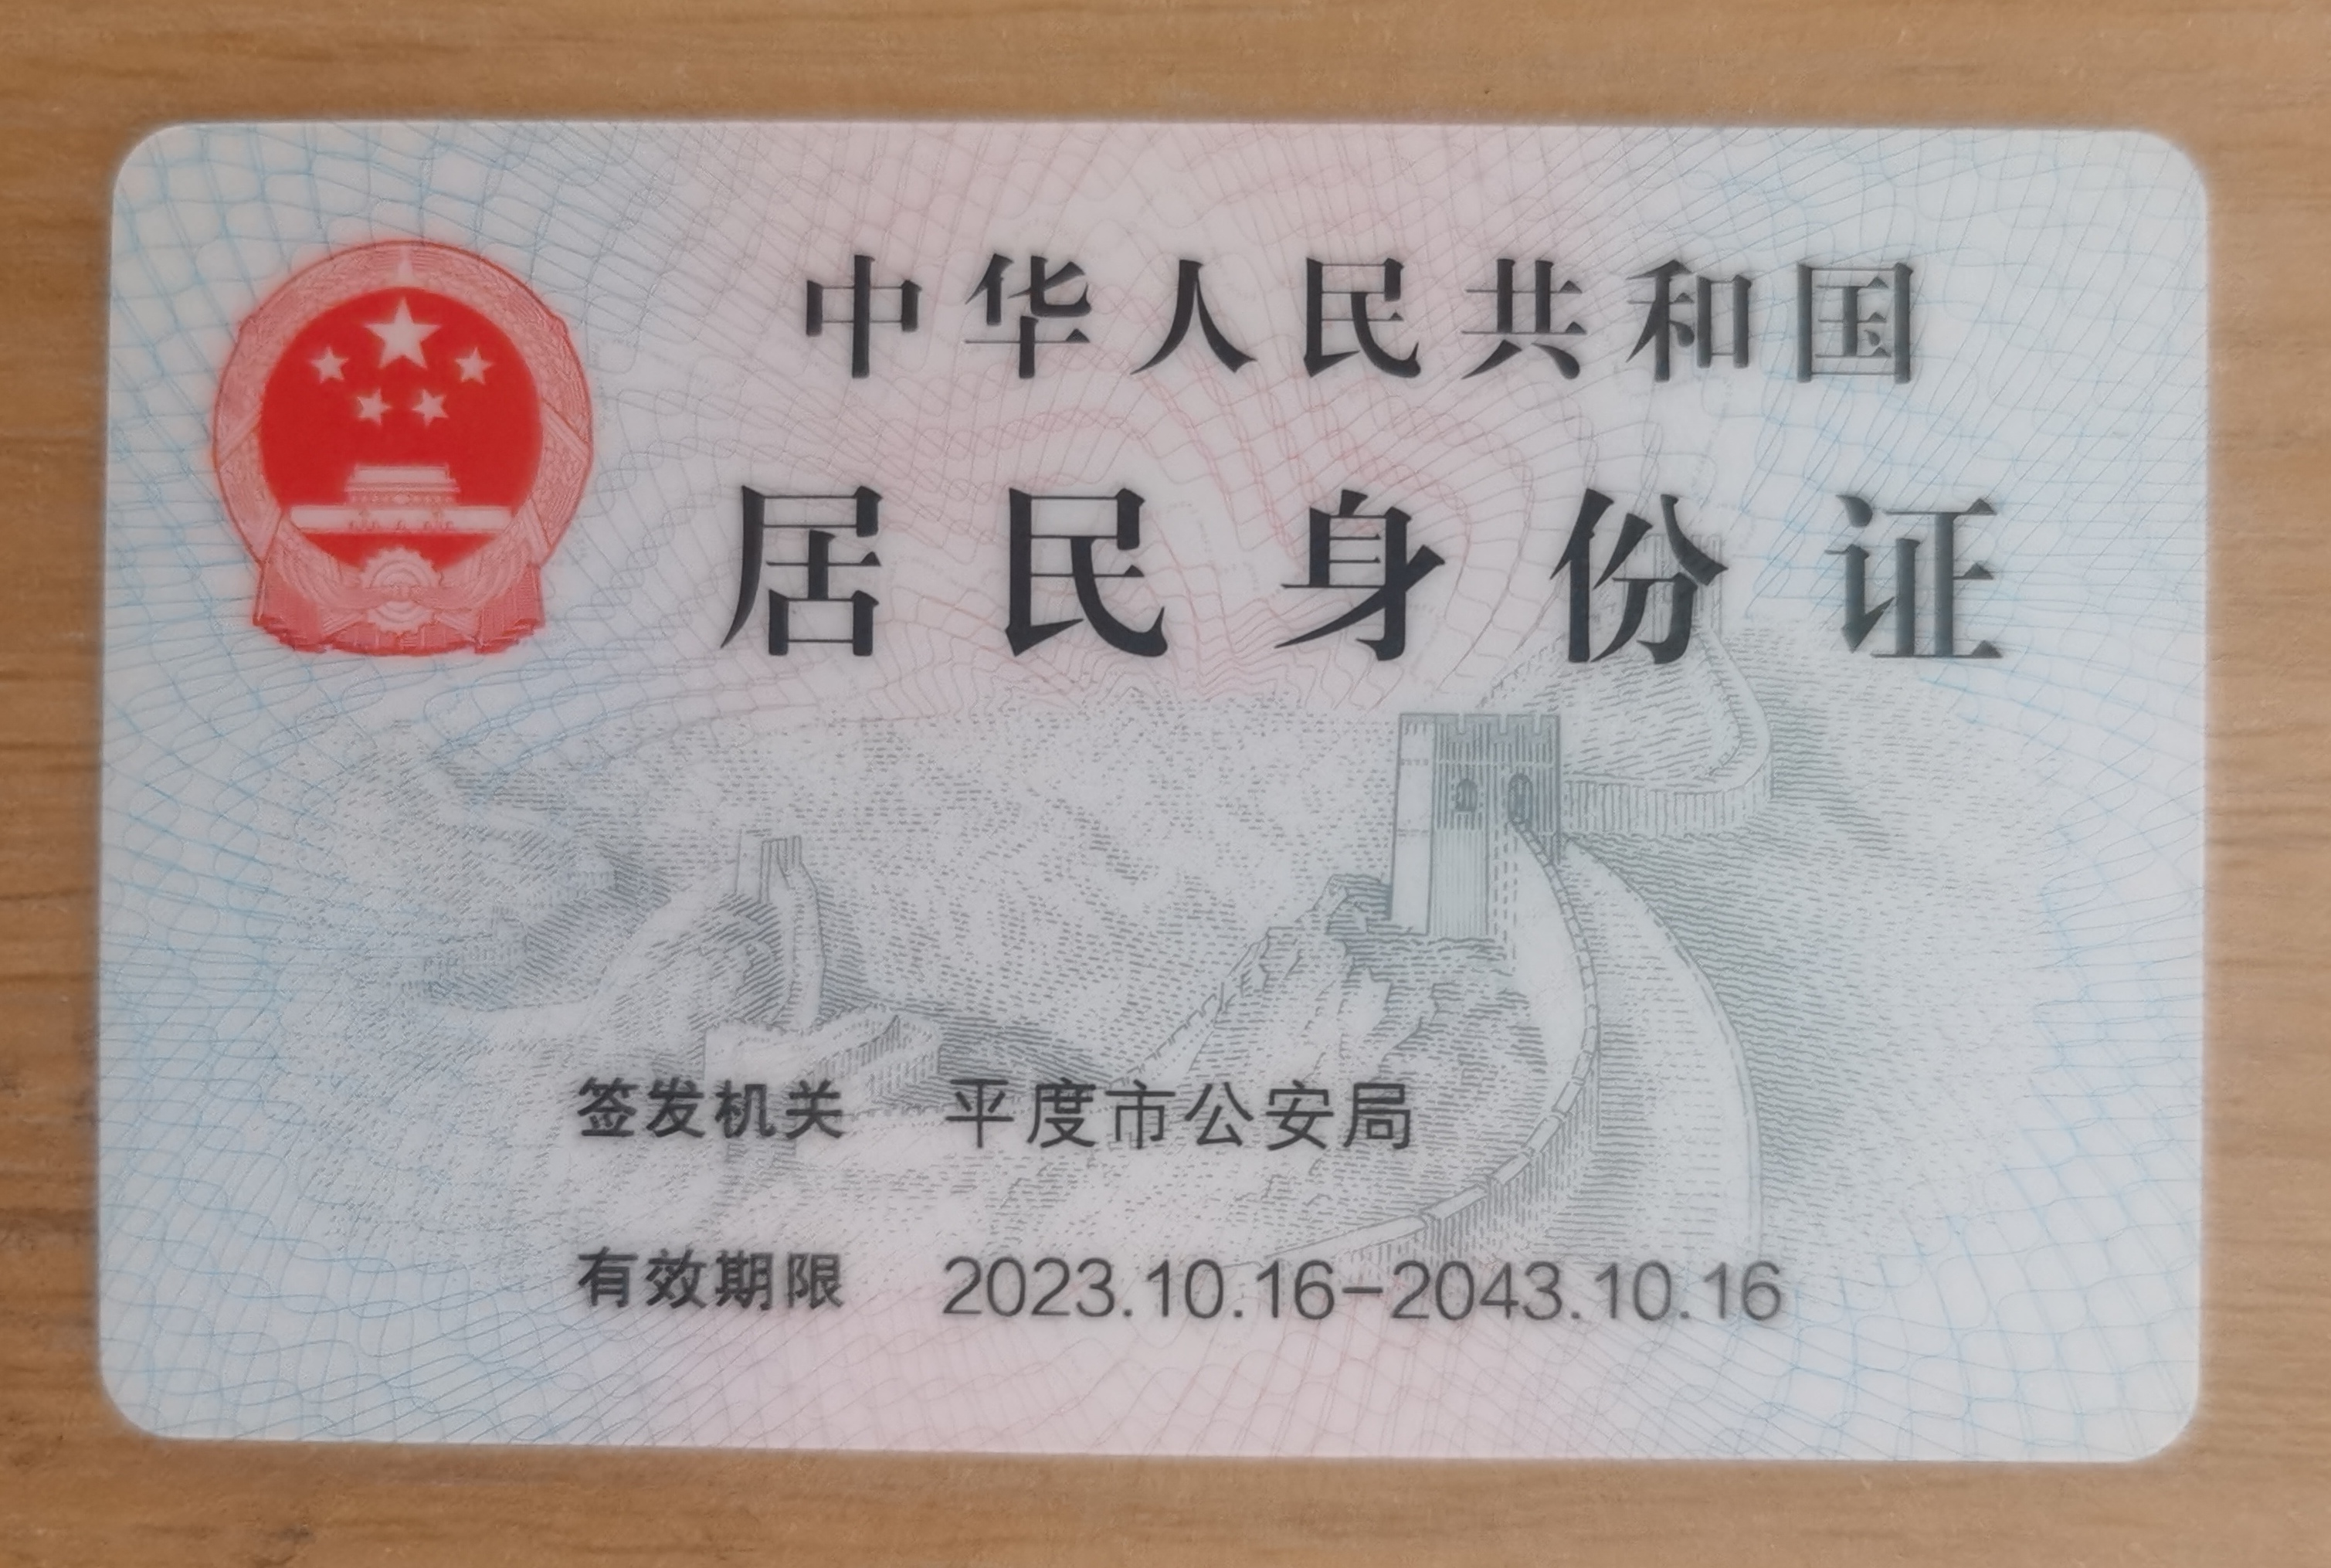 中华人民共和国
居民身份证
签发机关 平度市公安局
有效期限 2023.10.16-2043.10.16